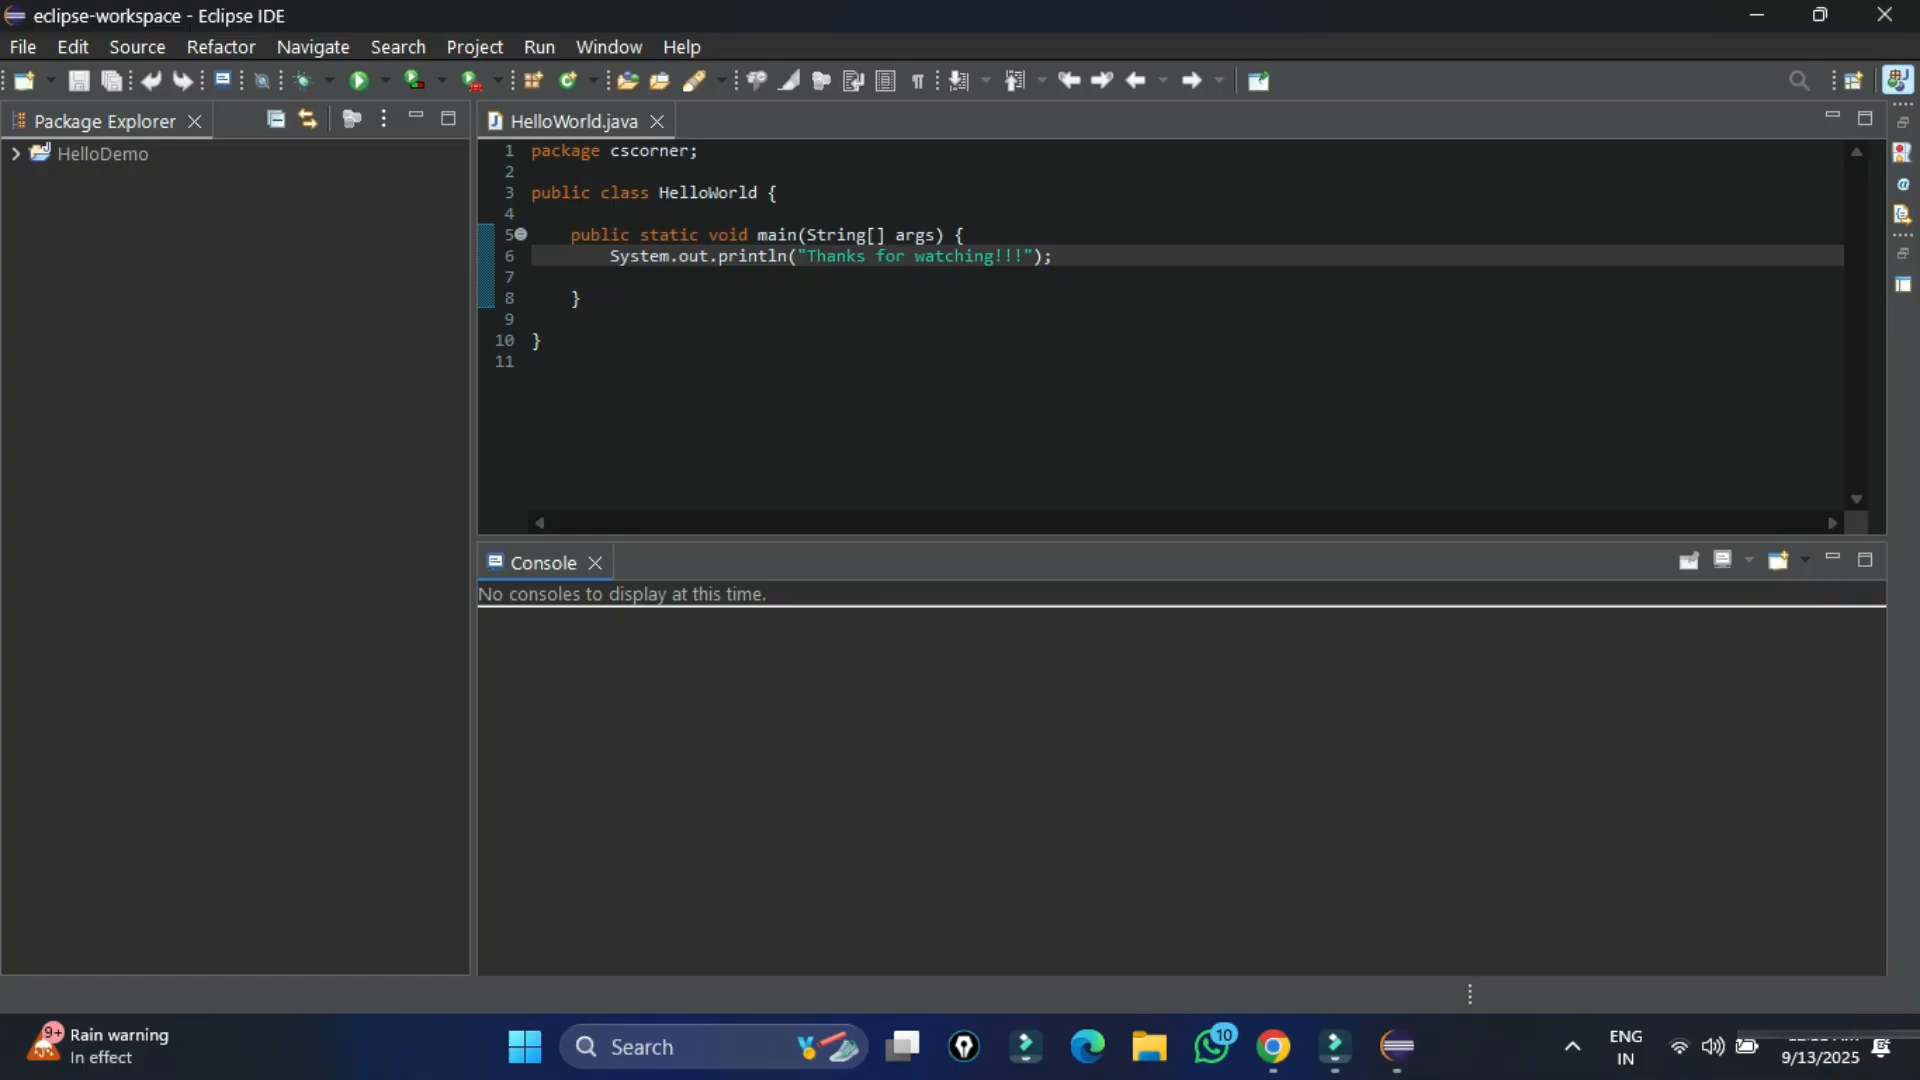 eclipse-workspace - Eclipse IDE
File Edit Source Refactor Navigate Search Project Run Window Help
Package Explorer
HelloDemo
HelloWorld.java
1 package cscorner;
2
3 public class HelloWorld {
4
5 public static void main(String[] args) {
6 System.out.println("Thanks for watching!!!");
7
8 }
9
10 }
11
Console
No consoles to display at this time.
9+
Rain warning
In effect
Search
10
ENG
IN
9/13/2025